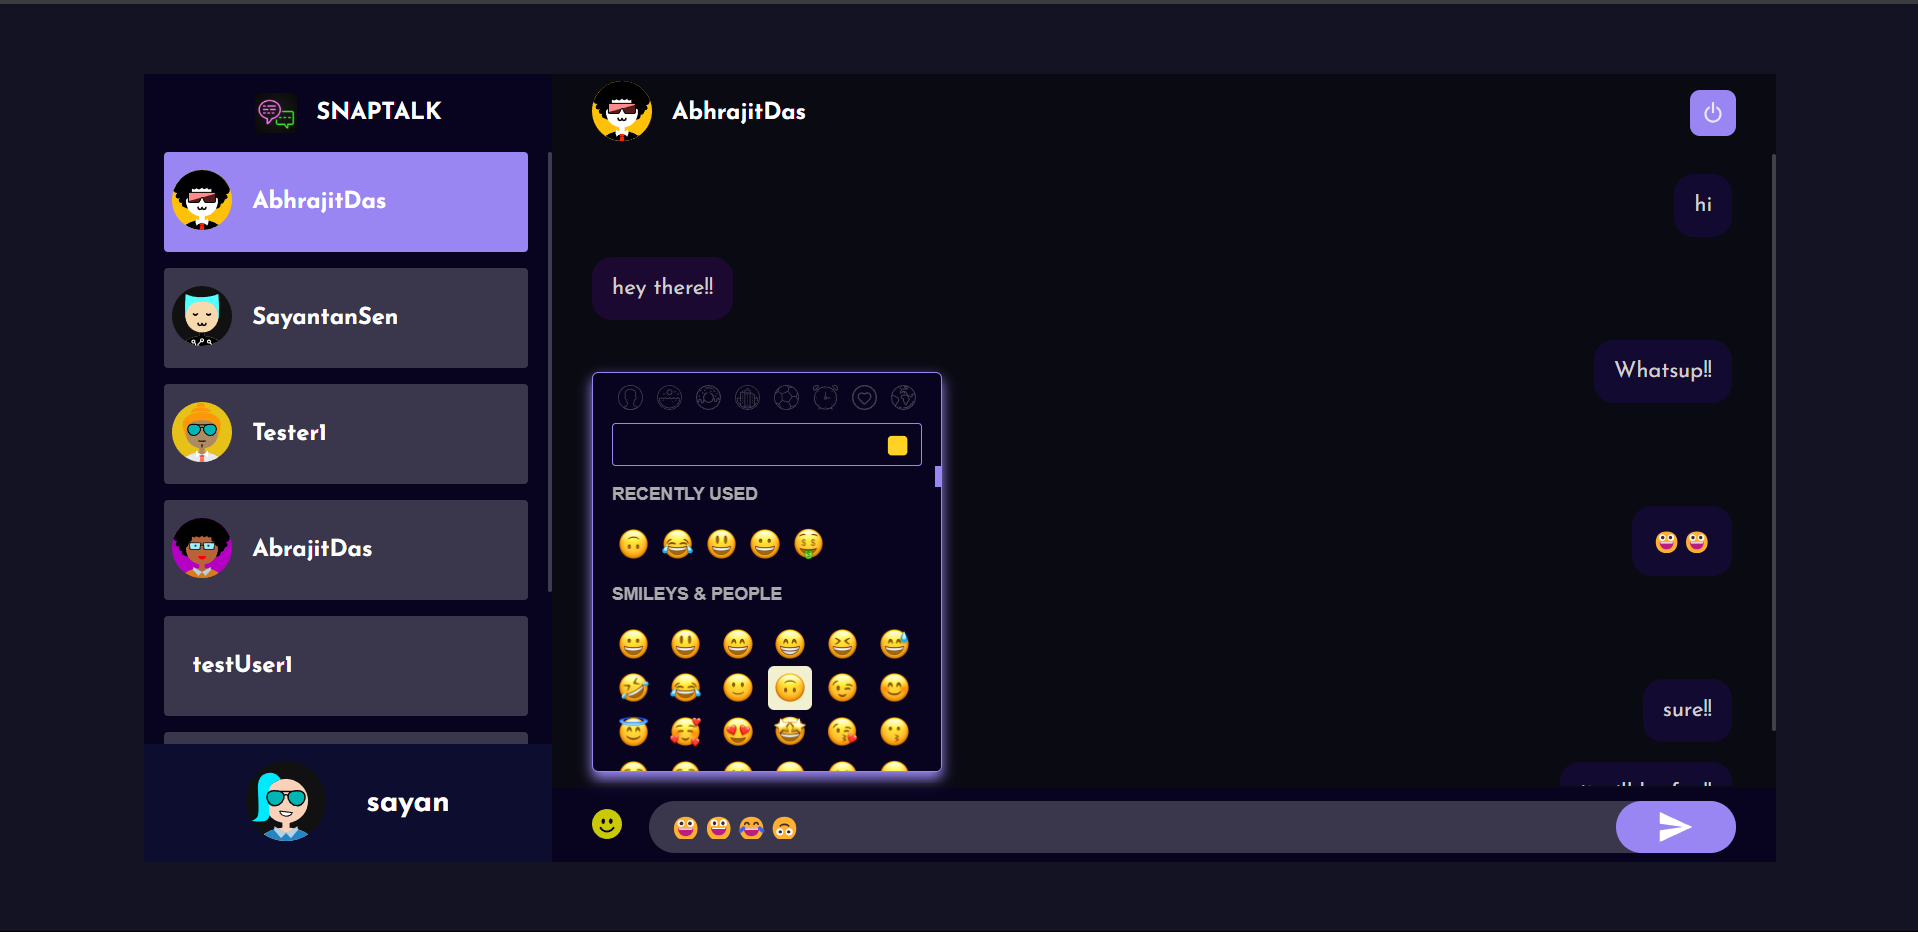 SNAPTALK
AbhrajitDas
SayantanSen
Tester1
AbrajitDas
testUser1
sayan
AbhrajitDas
hi
hey there!!
Whatsup!!
😀😀
sure!!
RECENTLY USED
SMILEYS & PEOPLE
😀😃😂🙃